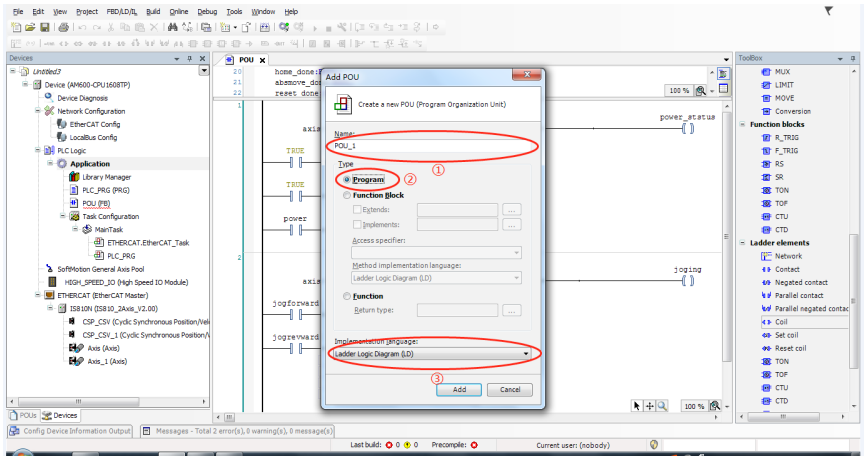 File Edit View Project FBD/LD/IL Build Online Debug Tools Window Help
Devices
Untitled3
Device (AM600-CPU1608TP)
Device Diagnosis
Network Configuration
EtherCAT Config
LocalBus Config
PLC Logic
Application
Library Manager
PLC_PRG (PRG)
POU (FB)
Task Configuration
MainTask
ETHERCAT.EtherCAT_Task
PLC_PRG
SoftMotion General Axis Pool
HIGH_SPEED_IO (High Speed IO Module)
ETHERCAT (EtherCAT Master)
IS810N (IS810_2Axis_V2.00)
CSP_CSV (Cyclic Synchronous Position/Vel
CSP_CSV_1 (Cyclic Synchronous Position/\
Axis (Axis)
Axis_1 (Axis)
POUs Devices
POU x
20 home_done:
21 absmove_do
22 reset done
100 %
1
power_status
axis
TRUE
TRUE
power
2
joging
axis
jogforward
jogrevward
100 %
Add POU
Create a new POU (Program Organization Unit)
Name:
POU_1
①
Type
Program
②
Function Block
Extends:
...
Implements:
...
Access specifier:
Method implementation language:
Ladder Logic Diagram (LD)
Function
Return type:
...
Implementation language:
Ladder Logic Diagram (LD)
③
Add Cancel
ToolBox
MUX
LIMIT
MOVE
Conversion
Function blocks
R_TRIG
F_TRIG
RS
SR
TON
TOF
CTU
CTD
Ladder elements
Network
Contact
Negated contact
Parallel contact
Parallel negated contac
Coil
Set coil
Reset coil
TON
TOF
CTU
CTD
Config Device Information Output Messages - Total 2 error(s), 0 warning(s), 0 message(s)
Last build: 0 0 Precompile: Current user: (nobody)